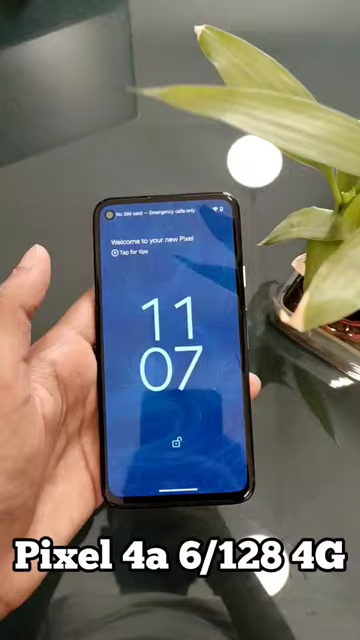 No SIM card — Emergency calls only
Welcome to your new Pixel
Tap for tips
11
07
Pixel 4a 6/128 4G